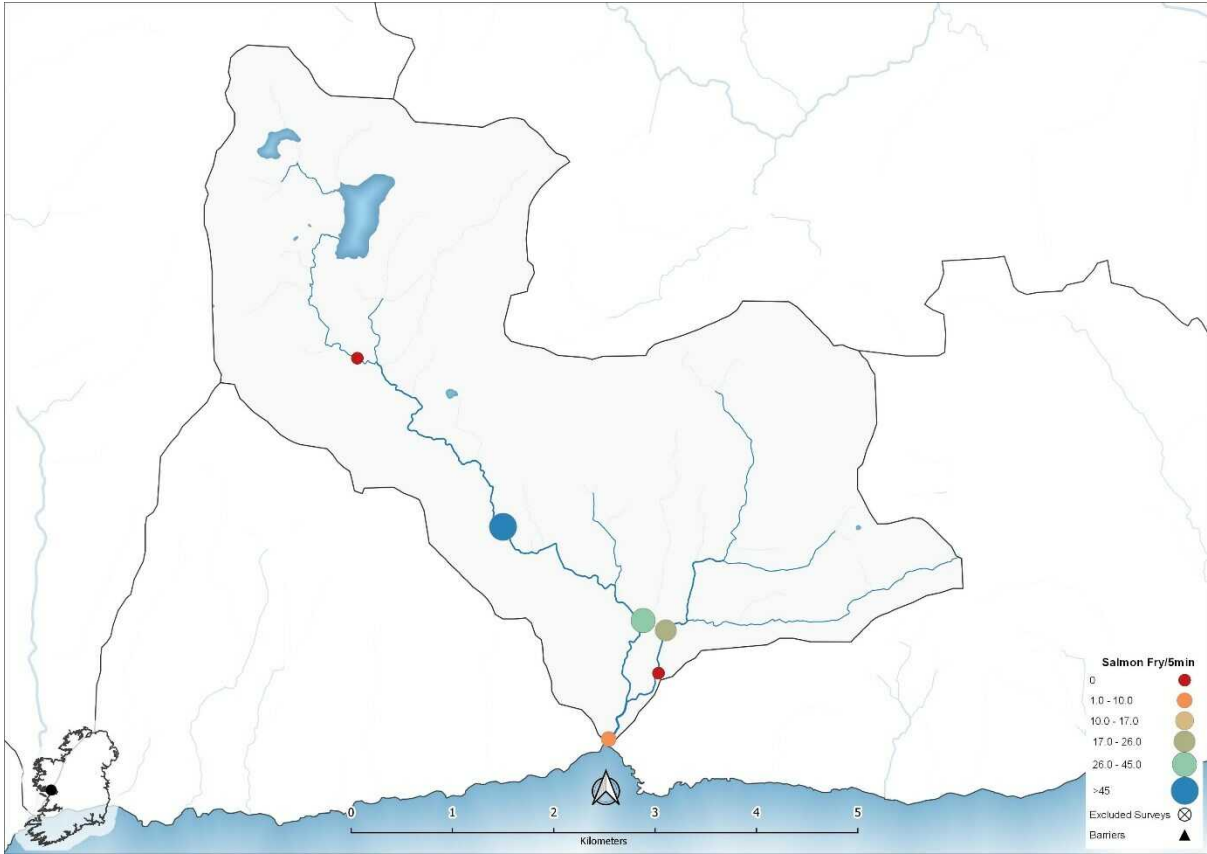 Salmon Fry/5min
0
1.0 - 10.0
10.0 - 17.0
17.0 - 26.0
26.0 - 45.0
>45
Excluded Surveys
Barriers
0 1 2 3 4 5
Kilometers